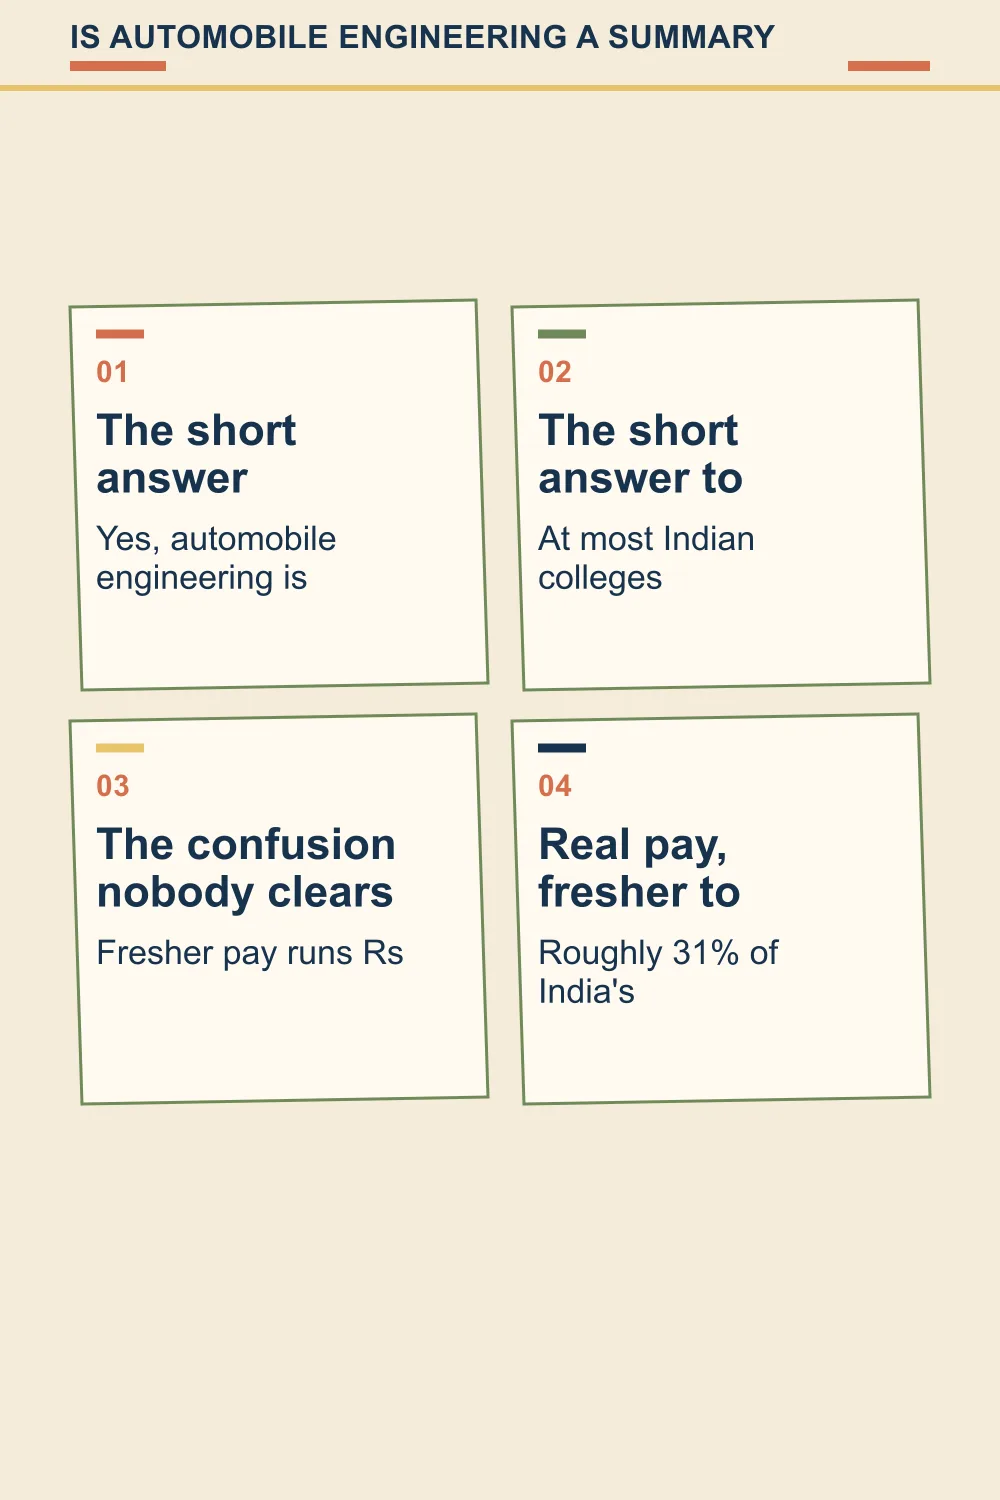 IS AUTOMOBILE ENGINEERING A SUMMARY
01
The short
answer
Yes, automobile
engineering is
02
The short
answer to
At most Indian
colleges
03
The confusion
nobody clears
Fresher pay runs Rs
04
Real pay,
fresher to
Roughly 31% of
India's